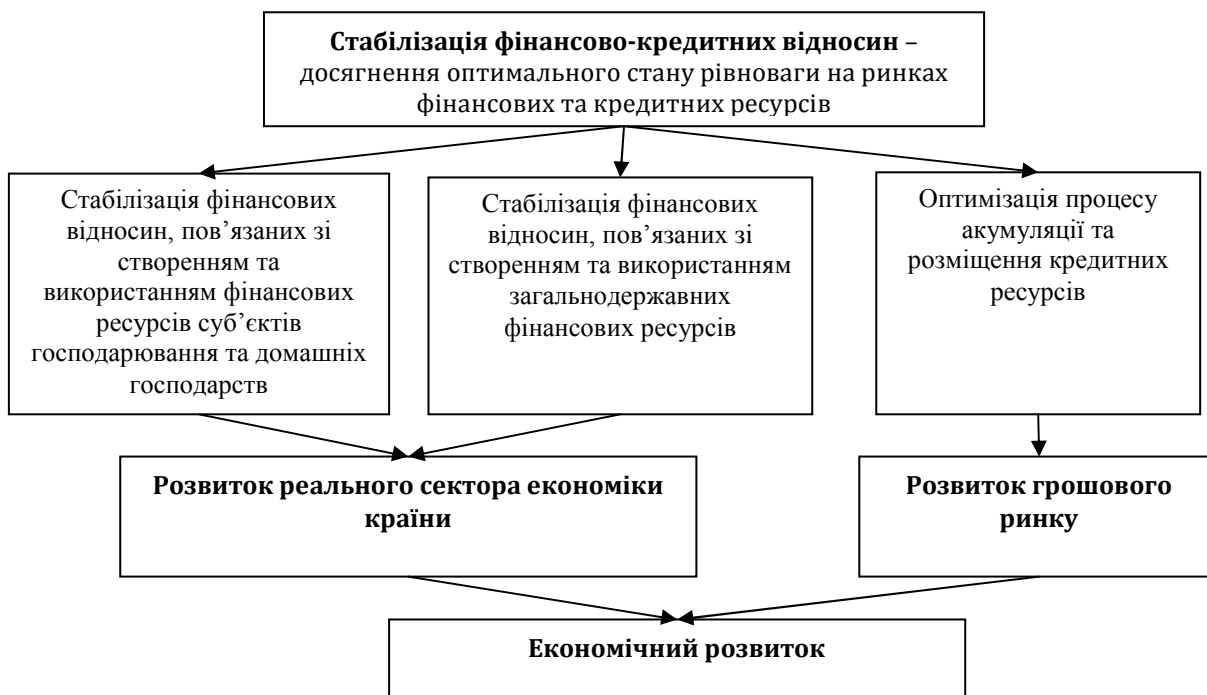 Стабілізація фінансово-кредитних відносин –
досягнення оптимального стану рівноваги на ринках
фінансових та кредитних ресурсів
Стабілізація фінансових
відносин, пов’язаних зі
створенням та
використанням фінансових
ресурсів суб’єктів
господарювання та домашніх
господарств
Стабілізація фінансових
відносин, пов’язаних зі
створенням та використанням
загальнодержавних
фінансових ресурсів
Оптимізація процесу
акумуляції та
розміщення кредитних
ресурсів
Розвиток реального сектора економіки
країни
Розвиток грошового
ринку
Економічний розвиток